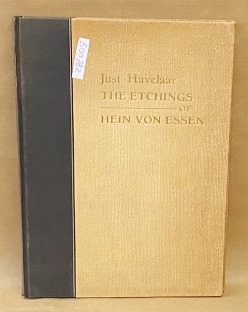 Just Havelaar
THE ETCHINGS
OF
HEIN VON ESSEN